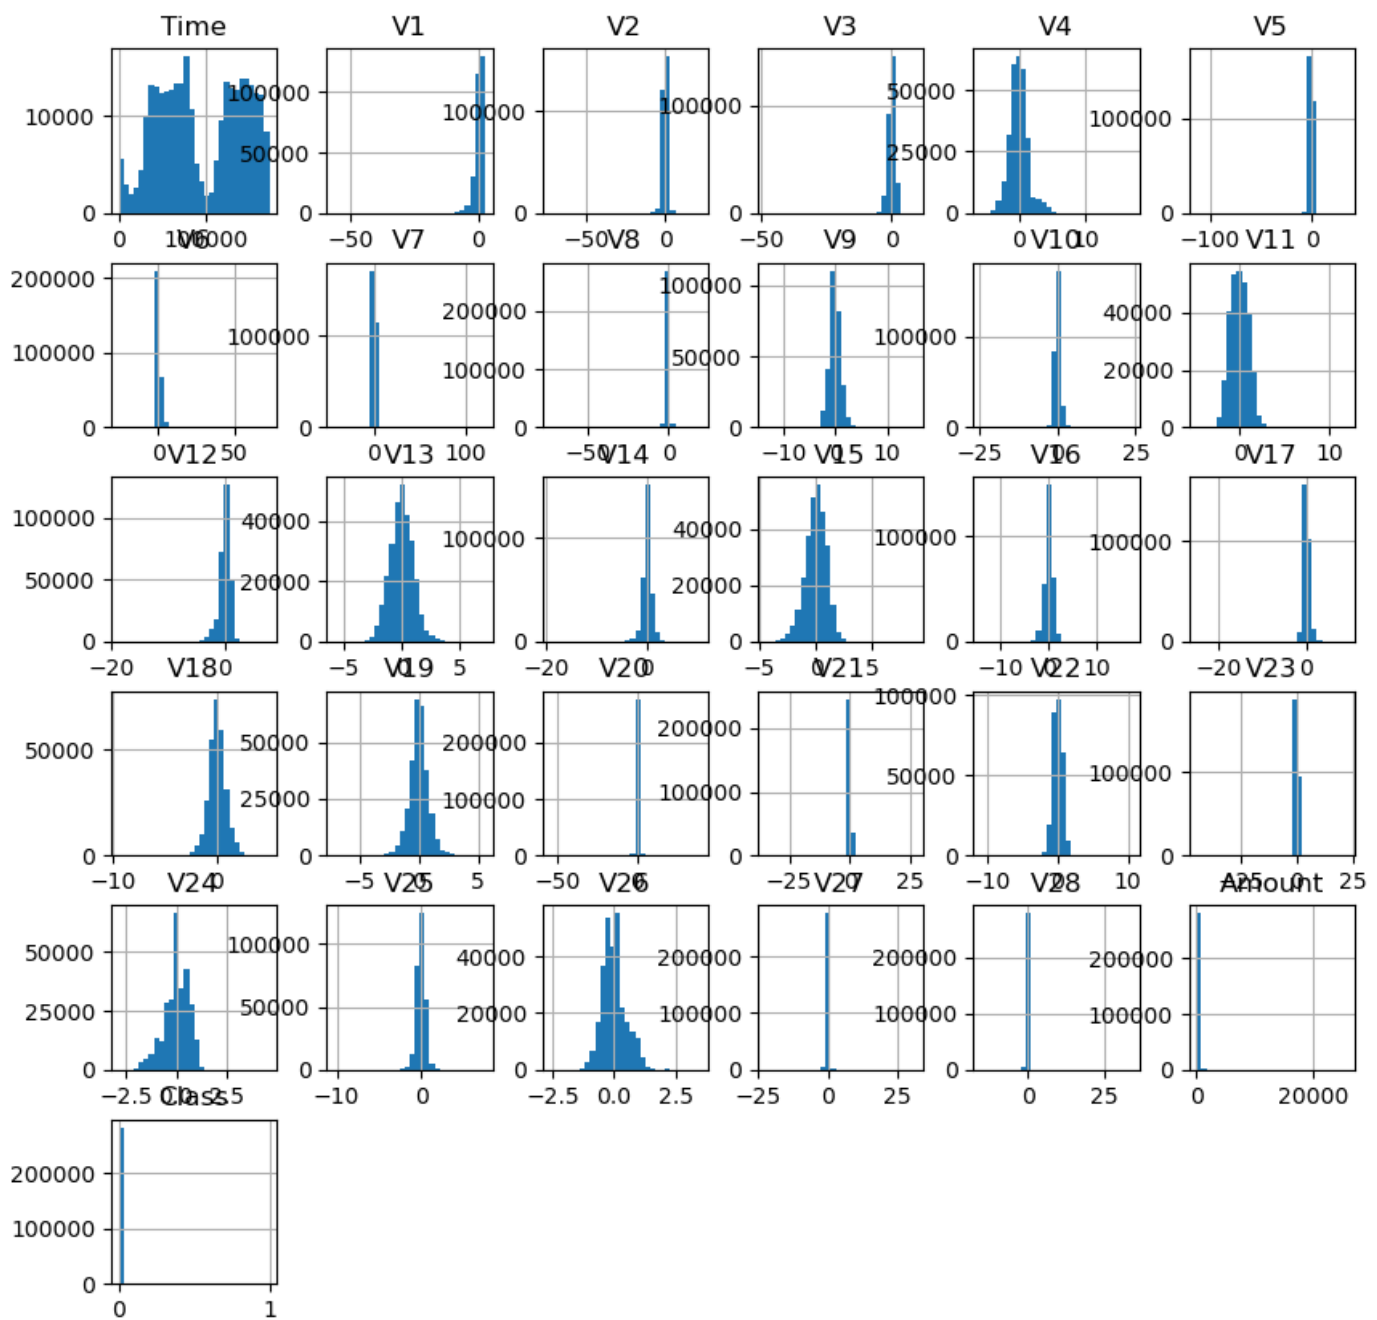 Time
10000
0
0 100000
V1
100000
50000
0
−50 0
V2
100000
0
−50 0
V3
100000
0
−50 0
V4
50000
25000
0
0 10
V5
100000
0
−100 0
V6
200000
100000
0
0 50
V7
100000
0
0 100
V8
200000
100000
0
−50 0
V9
100000
50000
0
−10 0 10
V10
100000
0
−25 0 25
V11
40000
20000
0
0 10
V12
100000
50000
0
−20 0
V13
40000
20000
0
−5 0 5
V14
100000
0
−20 0
V15
40000
20000
0
−5 0 5
V16
100000
0
−10 0 10
V17
100000
0
−20 0
V18
50000
0
−10 0
V19
50000
25000
0
−5 0 5
V20
200000
100000
0
−50 0
V21
200000
100000
0
−25 0 25
V22
100000
50000
0
−10 0 10
V23
100000
0
−25 0 25
V24
50000
25000
0
−2.5 0.0 2.5
V25
100000
50000
0
−10 0
V26
40000
20000
0
−2.5 0.0 2.5
V27
200000
100000
0
−25 0 25
V28
200000
100000
0
0 25
Amount
200000
100000
0
0 20000
Class
200000
100000
0
0 1